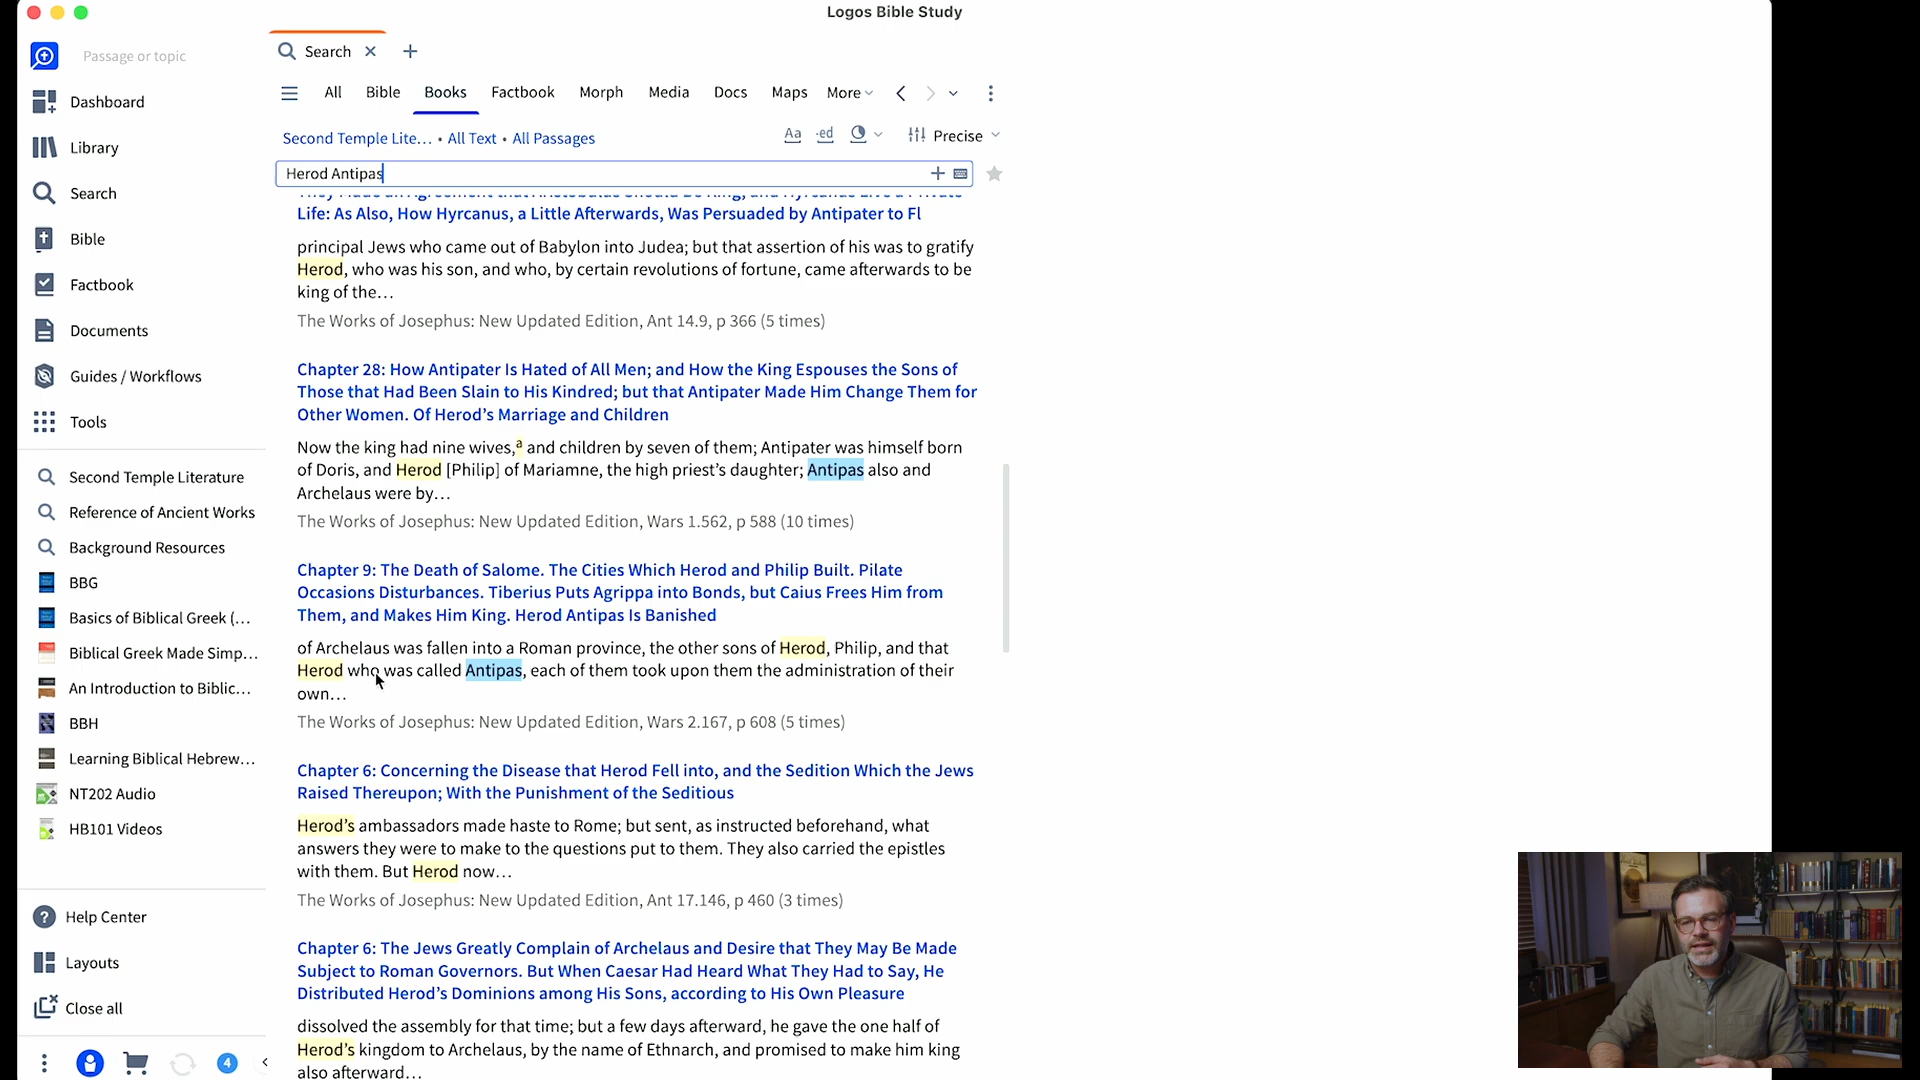 Logos Bible Study
Passage or topic
Dashboard
Library
Search
Bible
Factbook
Documents
Guides / Workflows
Tools
Second Temple Literature
Reference of Ancient Works
Background Resources
BBG
Basics of Biblical Greek (…
Biblical Greek Made Simp…
An Introduction to Biblic…
BBH
Learning Biblical Hebrew…
NT202 Audio
HB101 Videos
Help Center
Layouts
Close all
4
Search
All Bible Books Factbook Morph Media Docs Maps More
Second Temple Lite… • All Text • All Passages
Aa ·ed Precise
Herod Antipas
They Made an Agreement that Aristobulus Should Be King, and Hyrcanus Live a Private
Life: As Also, How Hyrcanus, a Little Afterwards, Was Persuaded by Antipater to Fl
principal Jews who came out of Babylon into Judea; but that assertion of his was to gratify
Herod, who was his son, and who, by certain revolutions of fortune, came afterwards to be
king of the…
The Works of Josephus: New Updated Edition, Ant 14.9, p 366 (5 times)
Chapter 28: How Antipater Is Hated of All Men; and How the King Espouses the Sons of
Those that Had Been Slain to His Kindred; but that Antipater Made Him Change Them for
Other Women. Of Herod’s Marriage and Children
Now the king had nine wives,a and children by seven of them; Antipater was himself born
of Doris, and Herod [Philip] of Mariamne, the high priest’s daughter; Antipas also and
Archelaus were by…
The Works of Josephus: New Updated Edition, Wars 1.562, p 588 (10 times)
Chapter 9: The Death of Salome. The Cities Which Herod and Philip Built. Pilate
Occasions Disturbances. Tiberius Puts Agrippa into Bonds, but Caius Frees Him from
Them, and Makes Him King. Herod Antipas Is Banished
of Archelaus was fallen into a Roman province, the other sons of Herod, Philip, and that
Herod who was called Antipas, each of them took upon them the administration of their
own…
The Works of Josephus: New Updated Edition, Wars 2.167, p 608 (5 times)
Chapter 6: Concerning the Disease that Herod Fell into, and the Sedition Which the Jews
Raised Thereupon; With the Punishment of the Seditious
Herod’s ambassadors made haste to Rome; but sent, as instructed beforehand, what
answers they were to make to the questions put to them. They also carried the epistles
with them. But Herod now…
The Works of Josephus: New Updated Edition, Ant 17.146, p 460 (3 times)
Chapter 6: The Jews Greatly Complain of Archelaus and Desire that They May Be Made
Subject to Roman Governors. But When Caesar Had Heard What They Had to Say, He
Distributed Herod’s Dominions among His Sons, according to His Own Pleasure
dissolved the assembly for that time; but a few days afterward, he gave the one half of
Herod’s kingdom to Archelaus, by the name of Ethnarch, and promised to make him king
also afterward…